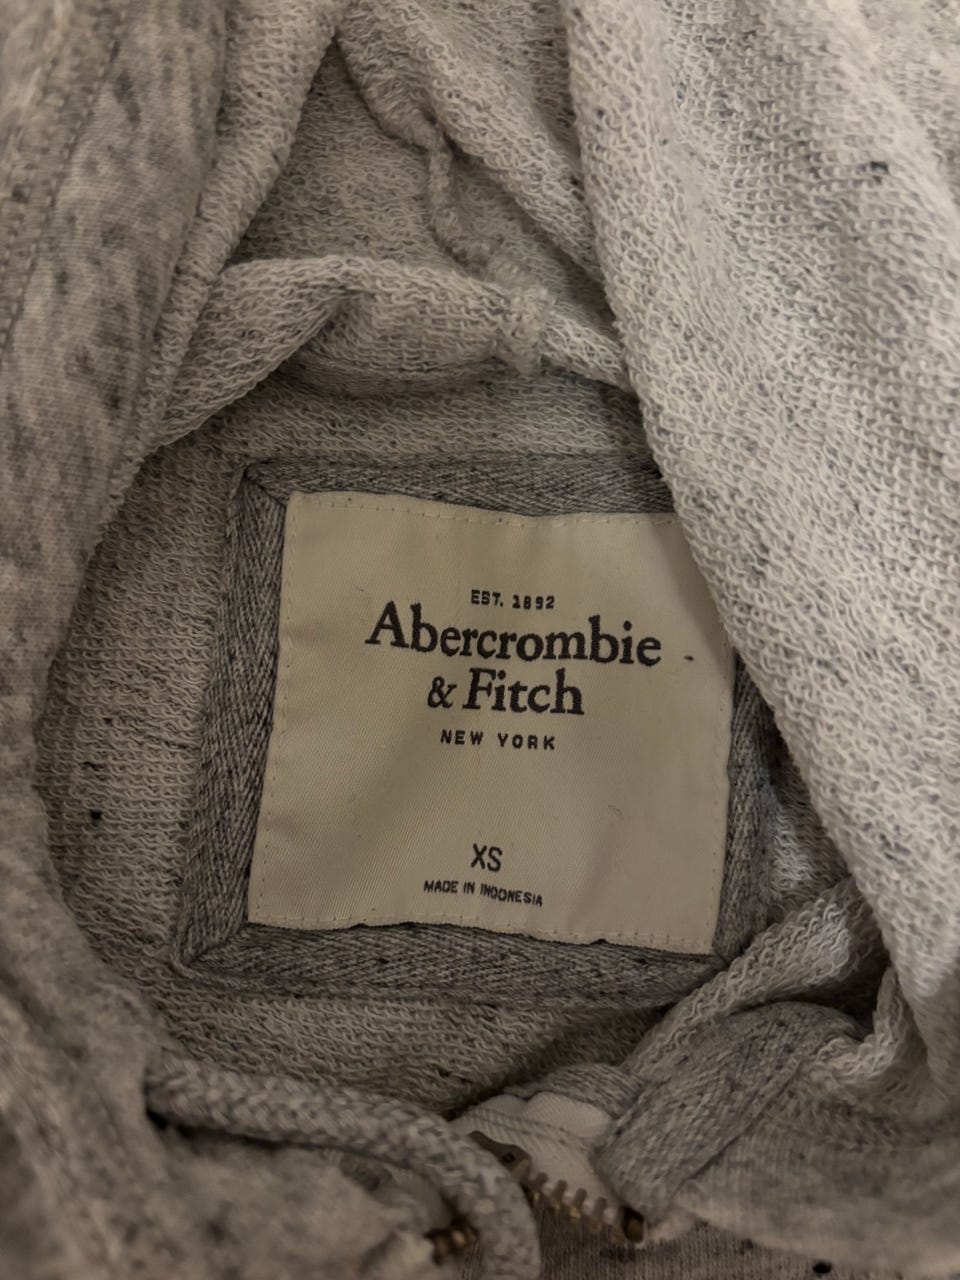 EST. 1892
Abercrombie
& Fitch
NEW YORK
XS
MADE IN INDONESIA